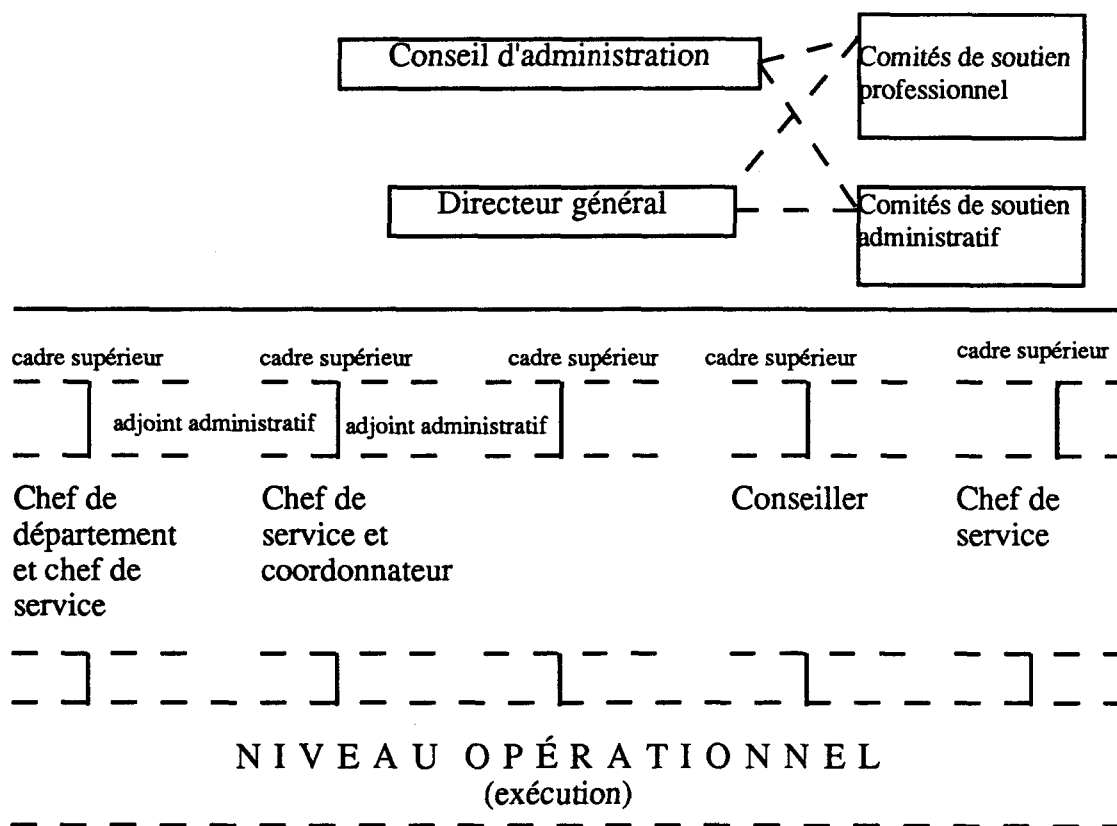 Conseil d'administration
Comités de soutien
professionnel
Directeur général
Comités de soutien
administratif
cadre supérieur
cadre supérieur
cadre supérieur
cadre supérieur
cadre supérieur
adjoint administratif
adjoint administratif
Chef de
département
et chef de
service
Chef de
service et
coordonnateur
Conseiller
Chef de
service
NIVEAU OPÉRATIONNEL
(exécution)